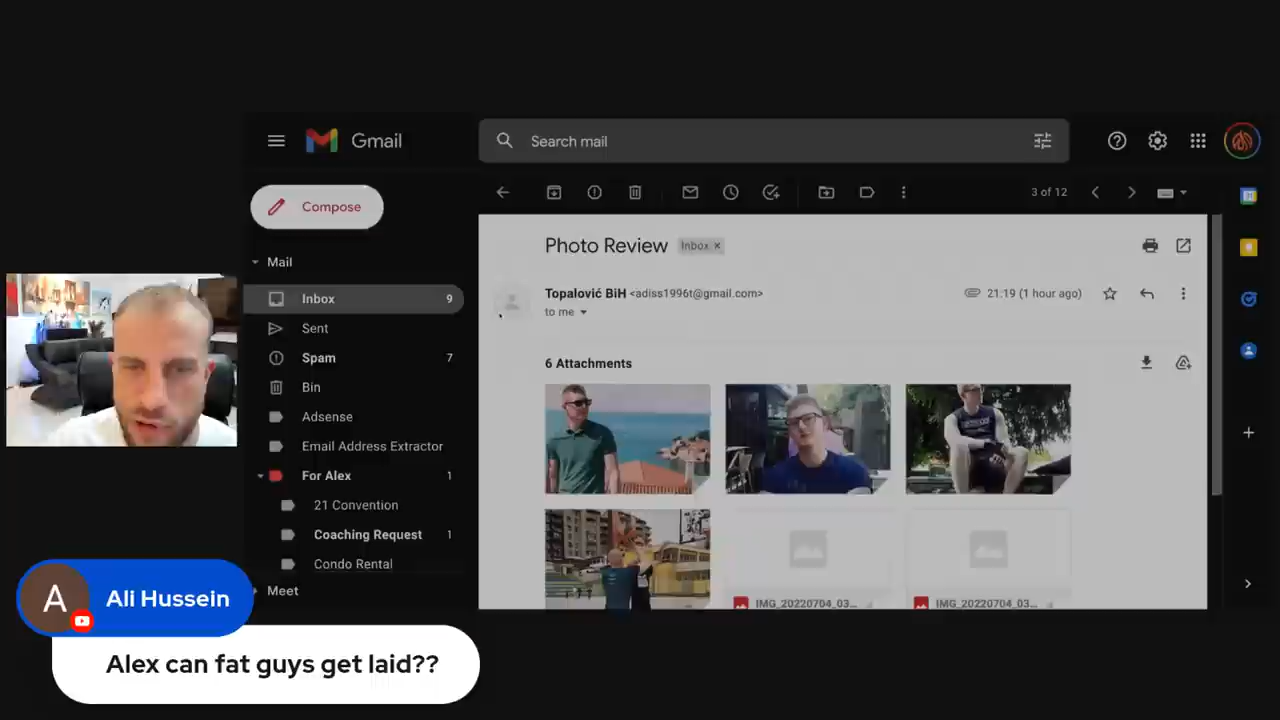 Gmail
Search mail
Compose
3 of 12
Mail
Inbox 9
Sent
Spam 7
Bin
Adsense
Email Address Extractor
For Alex 1
21 Convention
Coaching Request 1
Condo Rental
Meet
Photo Review Inbox ×
Topalović BiH <adiss1996t@gmail.com> 21:19 (1 hour ago)
to me
6 Attachments
IMG_20220704_03... IMG_20220704_03...
A Ali Hussein
Alex can fat guys get laid??